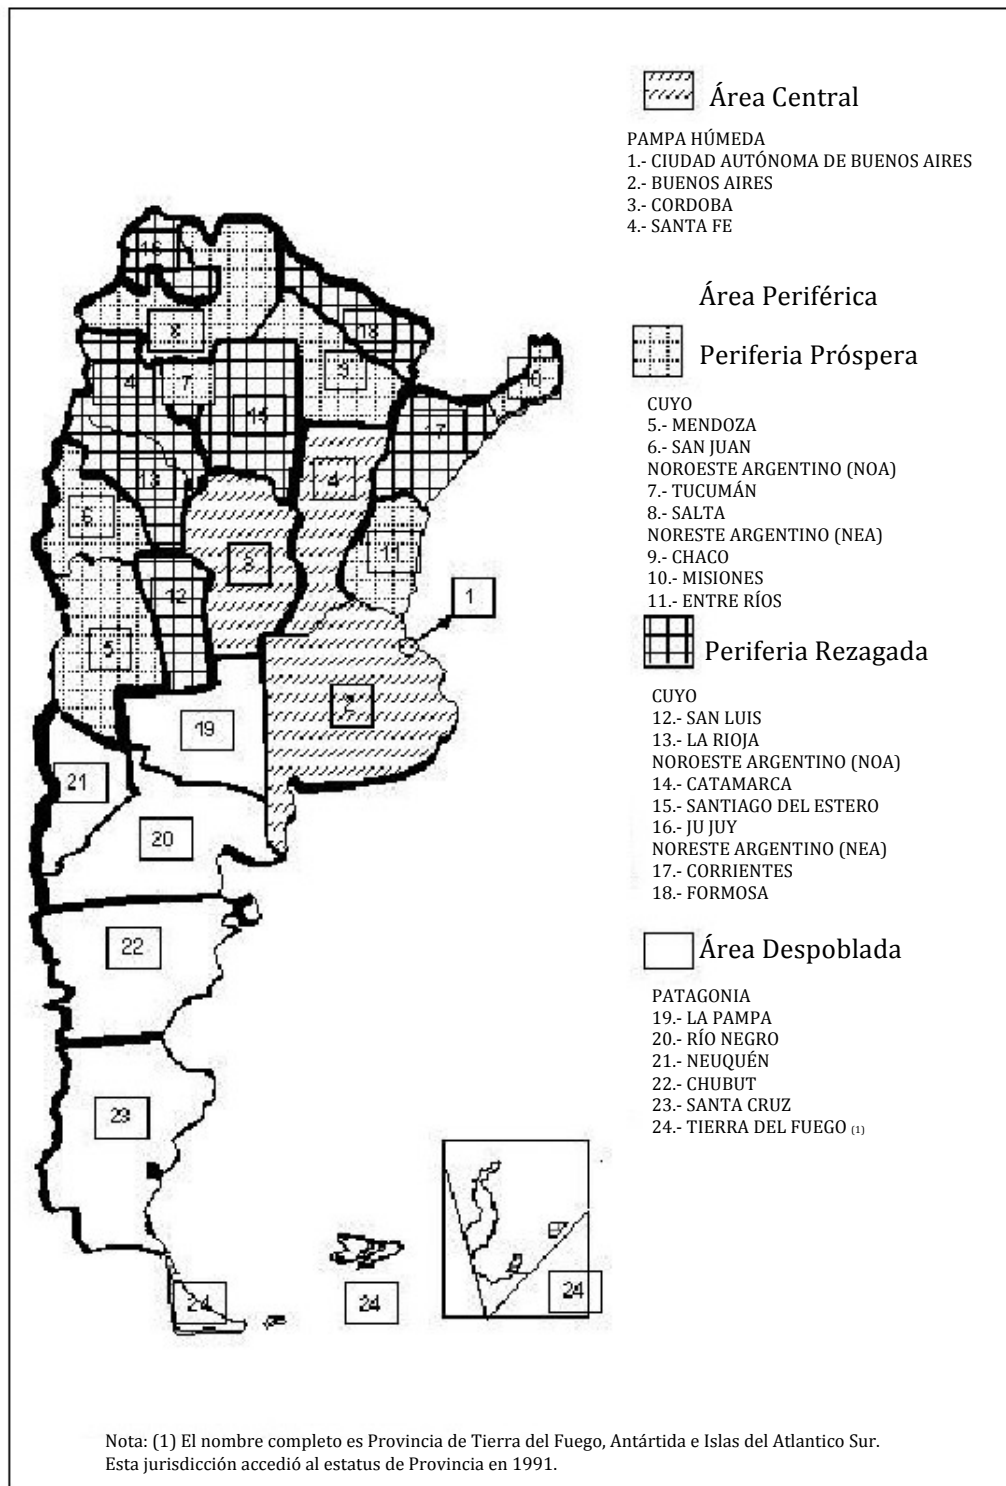 Área Central
PAMPA HÚMEDA
1.- CIUDAD AUTÓNOMA DE BUENOS AIRES
2.- BUENOS AIRES
3.- CORDOBA
4.- SANTA FE
Área Periférica
Periferia Próspera
CUYO
5.- MENDOZA
6.- SAN JUAN
NOROESTE ARGENTINO (NOA)
7.- TUCUMÁN
8.- SALTA
NORESTE ARGENTINO (NEA)
9.- CHACO
10.- MISIONES
11.- ENTRE RÍOS
Periferia Rezagada
CUYO
12.- SAN LUIS
13.- LA RIOJA
NOROESTE ARGENTINO (NOA)
14.- CATAMARCA
15.- SANTIAGO DEL ESTERO
16.- JU JUY
NORESTE ARGENTINO (NEA)
17.- CORRIENTES
18.- FORMOSA
Área Despoblada
PATAGONIA
19.- LA PAMPA
20.- RÍO NEGRO
21.- NEUQUÉN
22.- CHUBUT
23.- SANTA CRUZ
24.- TIERRA DEL FUEGO (1)
16
8
18
9
10
4
7
15
17
4
13
6
3
11
12
1
5
2
19
21
20
22
23
24
24
24
Nota: (1) El nombre completo es Provincia de Tierra del Fuego, Antártida e Islas del Atlantico Sur.
Esta jurisdicción accedió al estatus de Provincia en 1991.